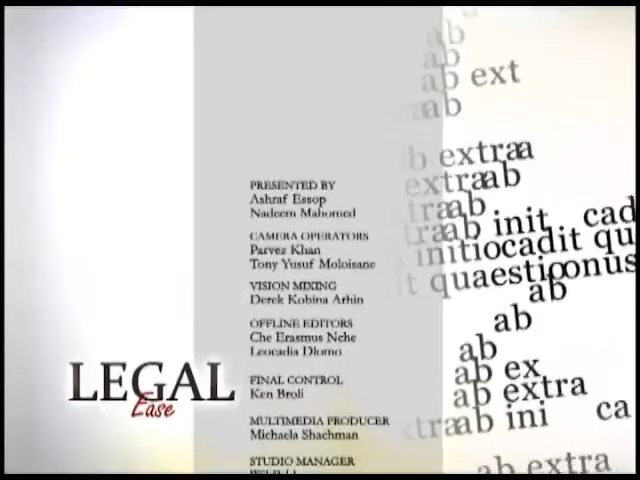 PRESENTED BY
Ashraf Essop
Nadeem Mahomed
CAMERA OPERATORS
Parvez Khan
Tony Yusuf Moloisane
VISION MIXING
Derek Kobina Arhin
OFFLINE EDITORS
Che Erasmus Nche
Leocadia Dlomo
FINAL CONTROL
Ken Broli
MULTIMEDIA PRODUCER
Michaela Shachman
STUDIO MANAGER
LEGAL
Ease
ab
ab
ab ext
ab
b extraa
extraab
traab
traab init cad
initiocadit qu
t quaestioonus
ab
ab
ab
ab ex
ab extra
traab ini ca
ab extra